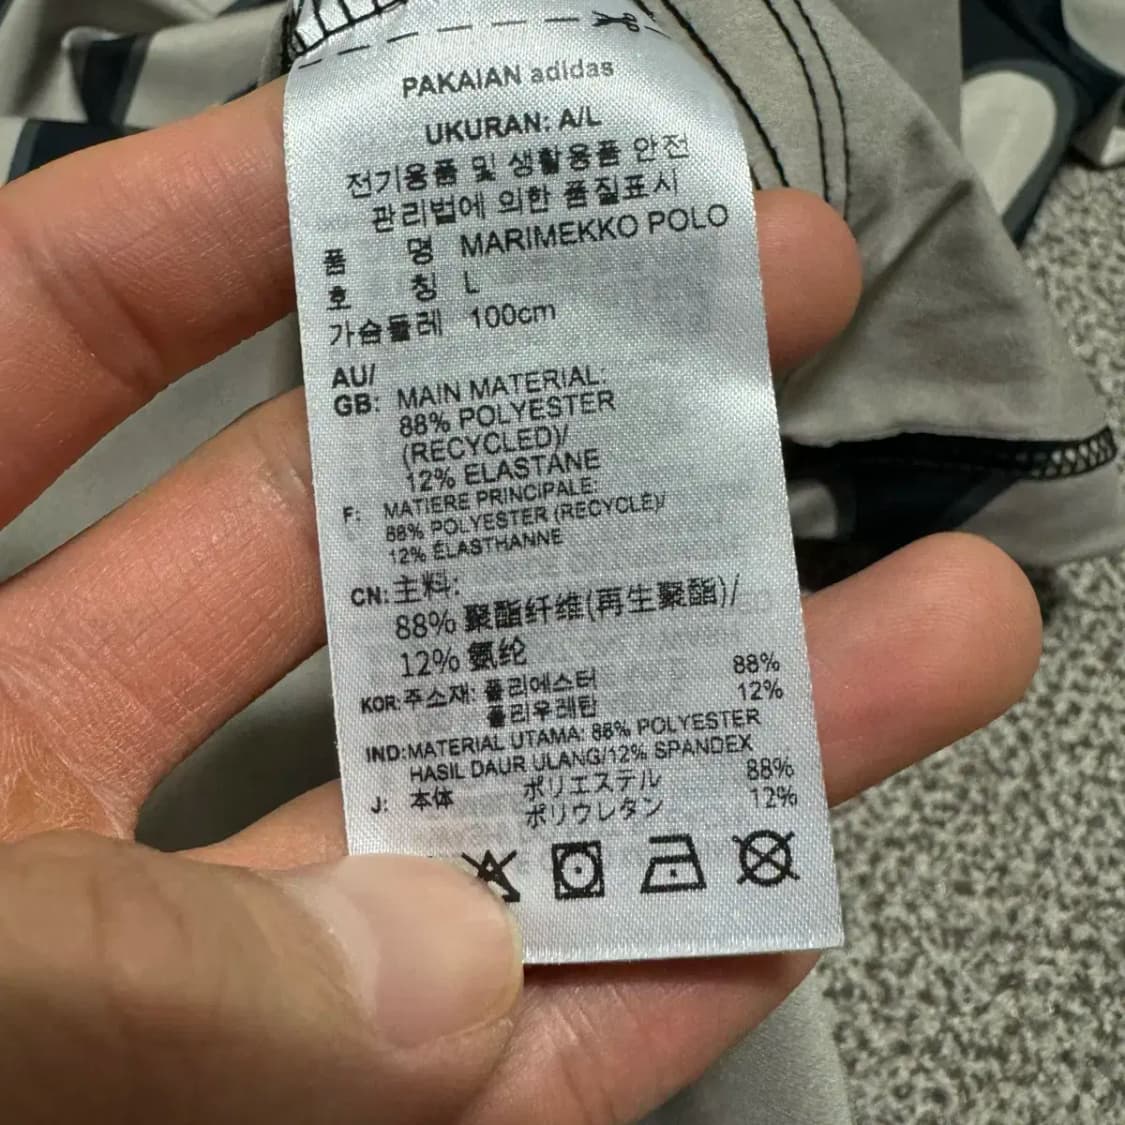 PAKAIAN adidas
UKURAN: A/L
전기용품 및 생활용품 안전
관리법에 의한 품질표시
품 명 MARIMEKKO POLO
호 칭 L
가슴둘레 100cm
AU/
GB: MAIN MATERIAL:
88% POLYESTER
(RECYCLED)/
12% ELASTANE
F: MATIERE PRINCIPALE:
88% POLYESTER (RECYCLÉ)/
12% ÉLASTHANNE
CN: 主料:
88% 聚酯纤维(再生聚酯)/
12% 氨纶
KOR: 주소재: 폴리에스터 88%
폴리우레탄 12%
IND: MATERIAL UTAMA: 88% POLYESTER
HASIL DAUR ULANG/12% SPANDEX
J: 本体 ポリエステル 88%
ポリウレタン 12%